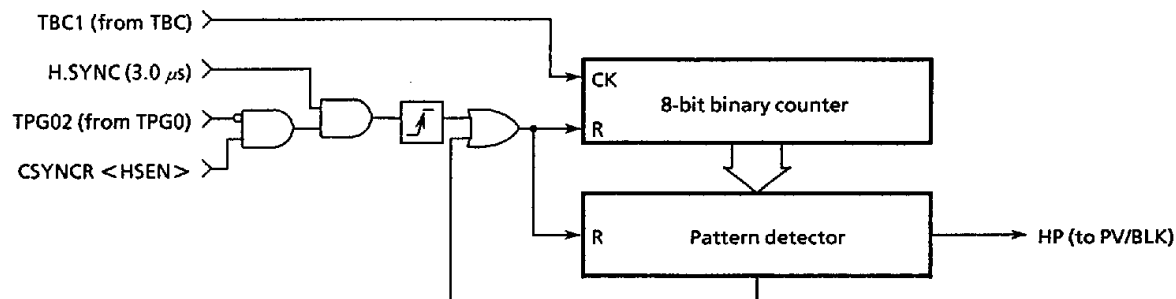 TBC1 (from TBC)
H.SYNC (3.0 μs)
TPG02 (from TPG0)
CSYNCR <HSEN>
CK
8-bit binary counter
R
R
Pattern detector
HP (to PV/BLK)